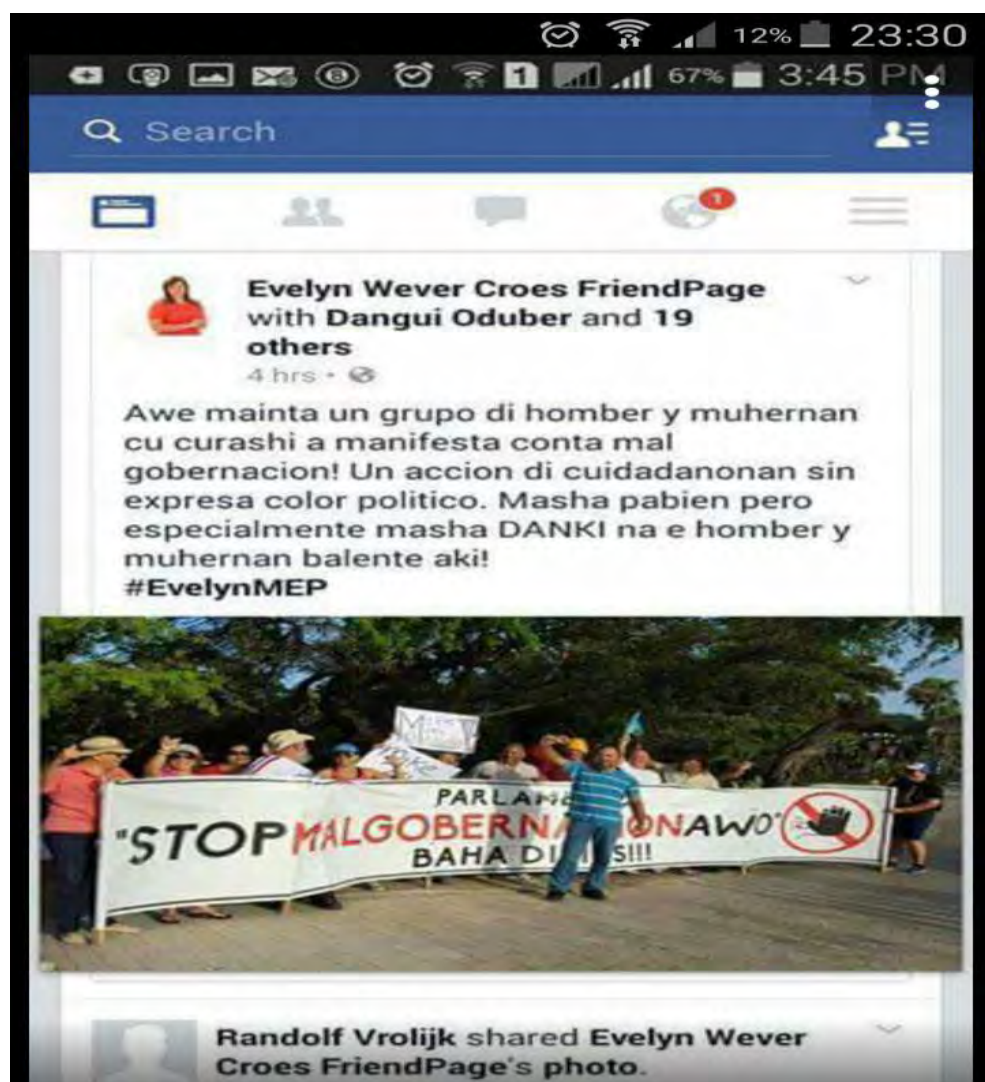 12% 23:30
67% 3:45 PM
Search
1
Evelyn Wever Croes FriendPage
with Dangui Oduber and 19
others
4 hrs
Awe mainta un grupo di homber y muhernan
cu curashi a manifesta conta mal
gobernacion! Un accion di cuidadanonan sin
expresa color politico. Masha pabien pero
especialmente masha DANKI na e homber y
muhernan balente aki!
#EvelynMEP
"STOP MALGOBERN ONAWO"
BAHA
Randolf Vrolijk shared Evelyn Wever
Croes FriendPage's photo.